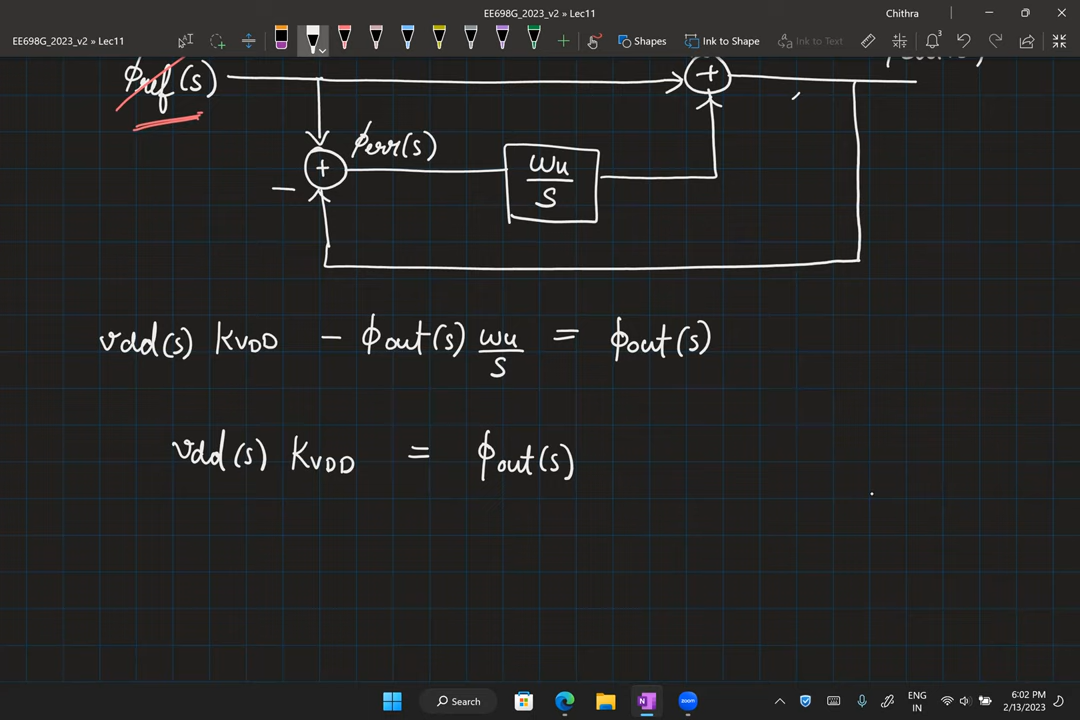 EE698G_2023_v2 » Lec11
Chithra
EE698G_2023_v2 » Lec11
Shapes
Ink to Shape
Ink to Text
ϕref(s)
+
ϕerr(s)
+
−
ωu/s
vdd(s) KVDD − ϕout(s) ωu/s = ϕout(s)
vdd(s) KVDD = ϕout(s)
Search
zoom
ENG
IN
6:02 PM
2/13/2023